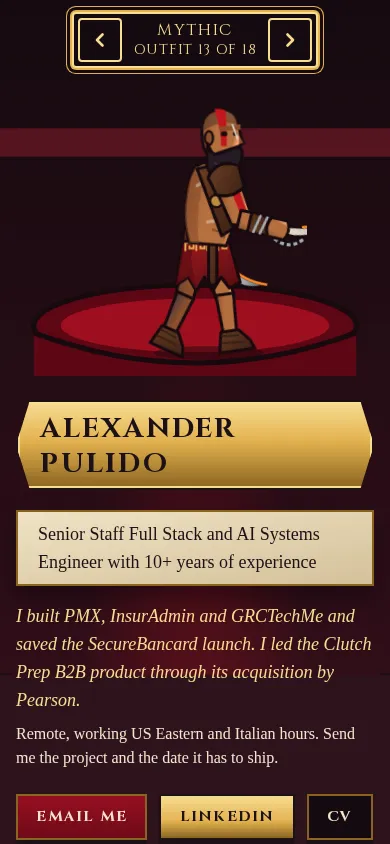 MYTHIC
OUTFIT 13 OF 18
ALEXANDER
PULIDO
Senior Staff Full Stack and AI Systems
Engineer with 10+ years of experience
I built PMX, InsurAdmin and GRCTechMe and
saved the SecureBancard launch. I led the Clutch
Prep B2B product through its acquisition by
Pearson.
Remote, working US Eastern and Italian hours. Send
me the project and the date it has to ship.
EMAIL ME
LINKEDIN
CV